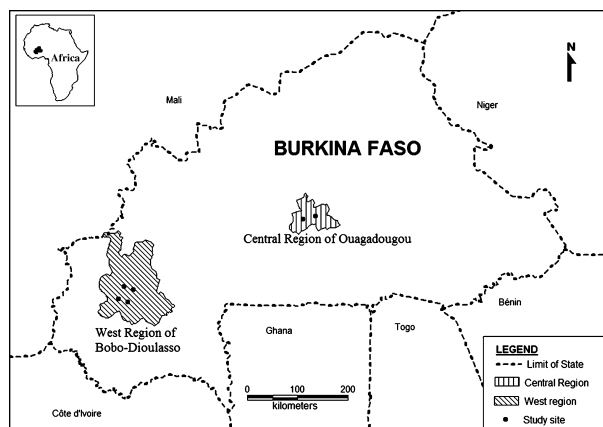 Africa
N
Mali
Niger
BURKINA FASO
Central Region of Ouagadougou
West Region of
Bobo-Dioulasso
Bénin
Ghana
Togo
Côte d'Ivoire
0 100 200
kilometers
LEGEND
Limit of State
Central Region
West region
Study site